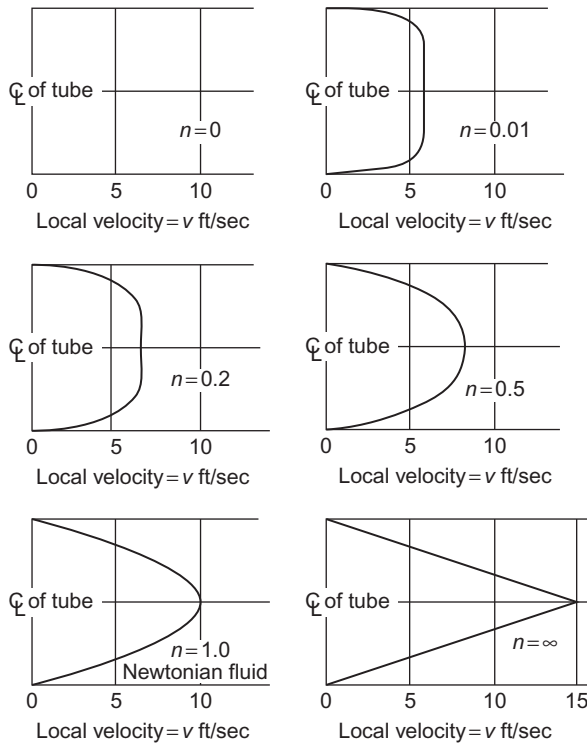 ℄ of tube
n=0
0 5 10
Local velocity=v ft/sec
℄ of tube
n=0.01
0 5 10
Local velocity=v ft/sec
℄ of tube
n=0.2
0 5 10
Local velocity=v ft/sec
℄ of tube
n=0.5
0 5 10
Local velocity=v ft/sec
℄ of tube
n=1.0
Newtonian fluid
0 5 10
Local velocity=v ft/sec
℄ of tube
n=∞
0 5 10 15
Local velocity=v ft/sec